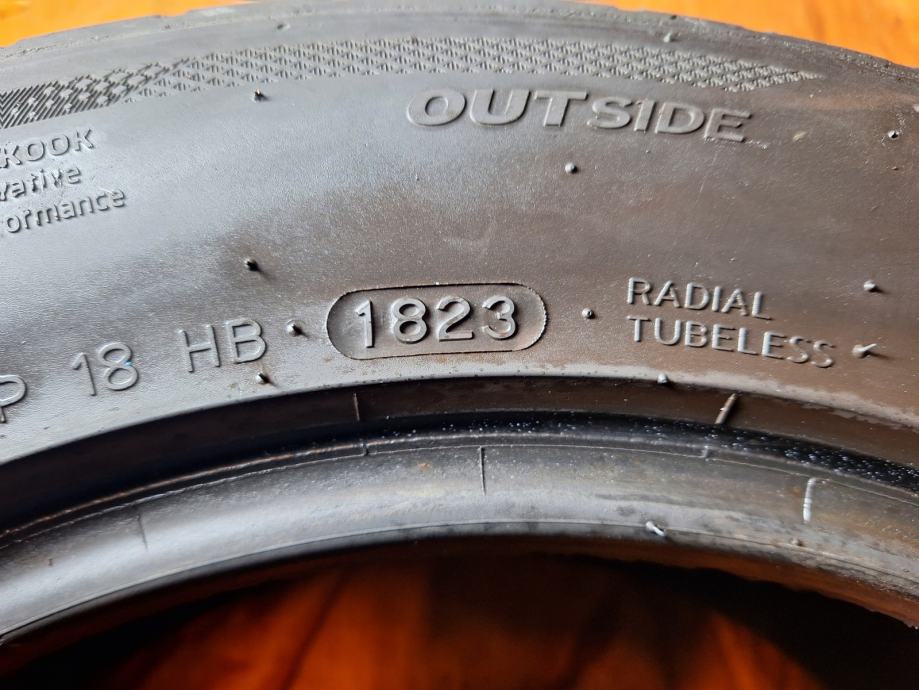 OUTSIDE
KOOK
vative
ormance
P 18 HB 1823
RADIAL
TUBELESS